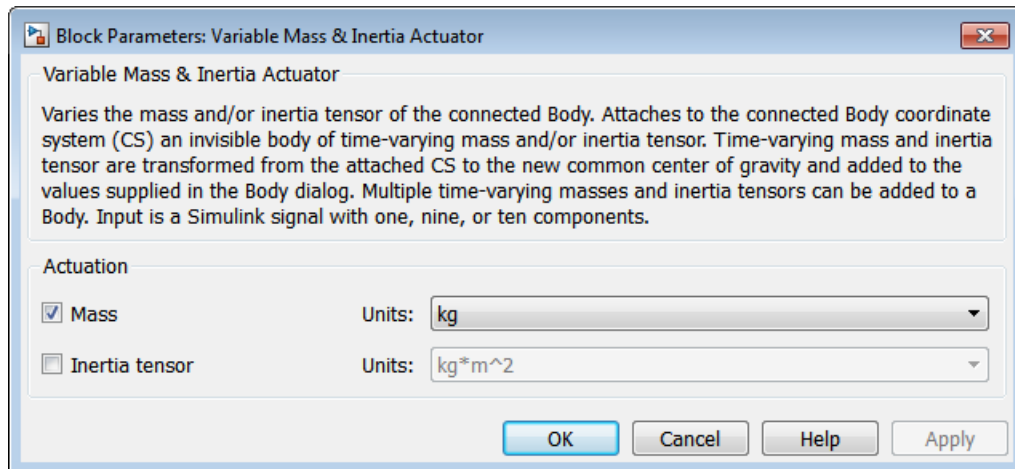 Block Parameters: Variable Mass & Inertia Actuator
Variable Mass & Inertia Actuator
Varies the mass and/or inertia tensor of the connected Body. Attaches to the connected Body coordinate
system (CS) an invisible body of time-varying mass and/or inertia tensor. Time-varying mass and inertia
tensor are transformed from the attached CS to the new common center of gravity and added to the
values supplied in the Body dialog. Multiple time-varying masses and inertia tensors can be added to a
Body. Input is a Simulink signal with one, nine, or ten components.
Actuation
Mass Units: kg
Inertia tensor Units: kg*m^2
OK Cancel Help Apply